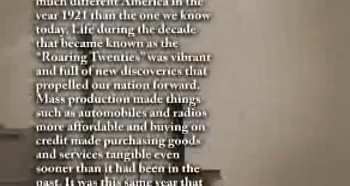 much different America in the
year 1921 than the one we know
today. Life during the decade
that became known as the
"Roaring Twenties" was vibrant
and full of new discoveries that
propelled our nation forward.
Mass production made things
such as automobiles and radios
more affordable and buying on
credit made purchasing goods
and services tangible even
sooner than it had been in the
past. It was this same year that